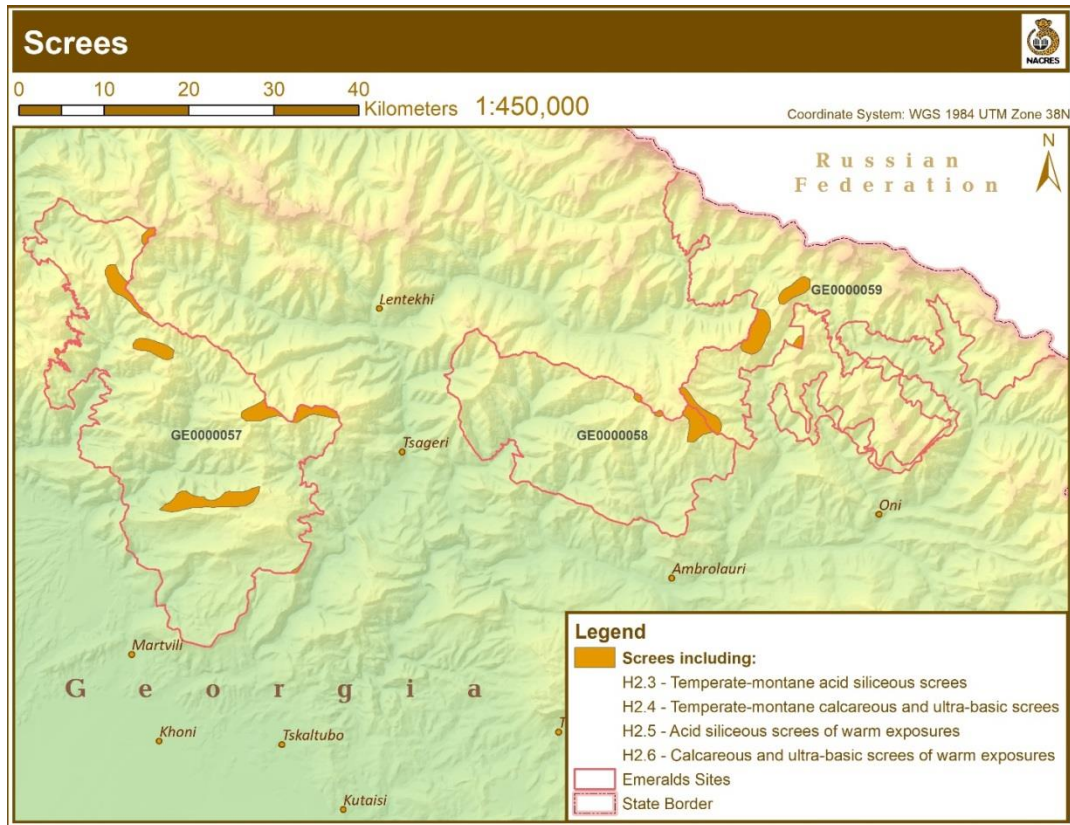 Screes
NACRES
0 10 20 30 40
Kilometers 1:450,000
Coordinate System: WGS 1984 UTM Zone 38N
N
Russian
Federation
GE0000059
Lentekhi
GE0000057
GE0000058
Tsageri
Oni
Ambrolauri
Martvili
Georgia
Khoni
Tskaltubo
T
Kutaisi
Legend
Screes including:
H2.3 - Temperate-montane acid siliceous screes
H2.4 - Temperate-montane calcareous and ultra-basic screes
H2.5 - Acid siliceous screes of warm exposures
H2.6 - Calcareous and ultra-basic screes of warm exposures
Emeralds Sites
State Border